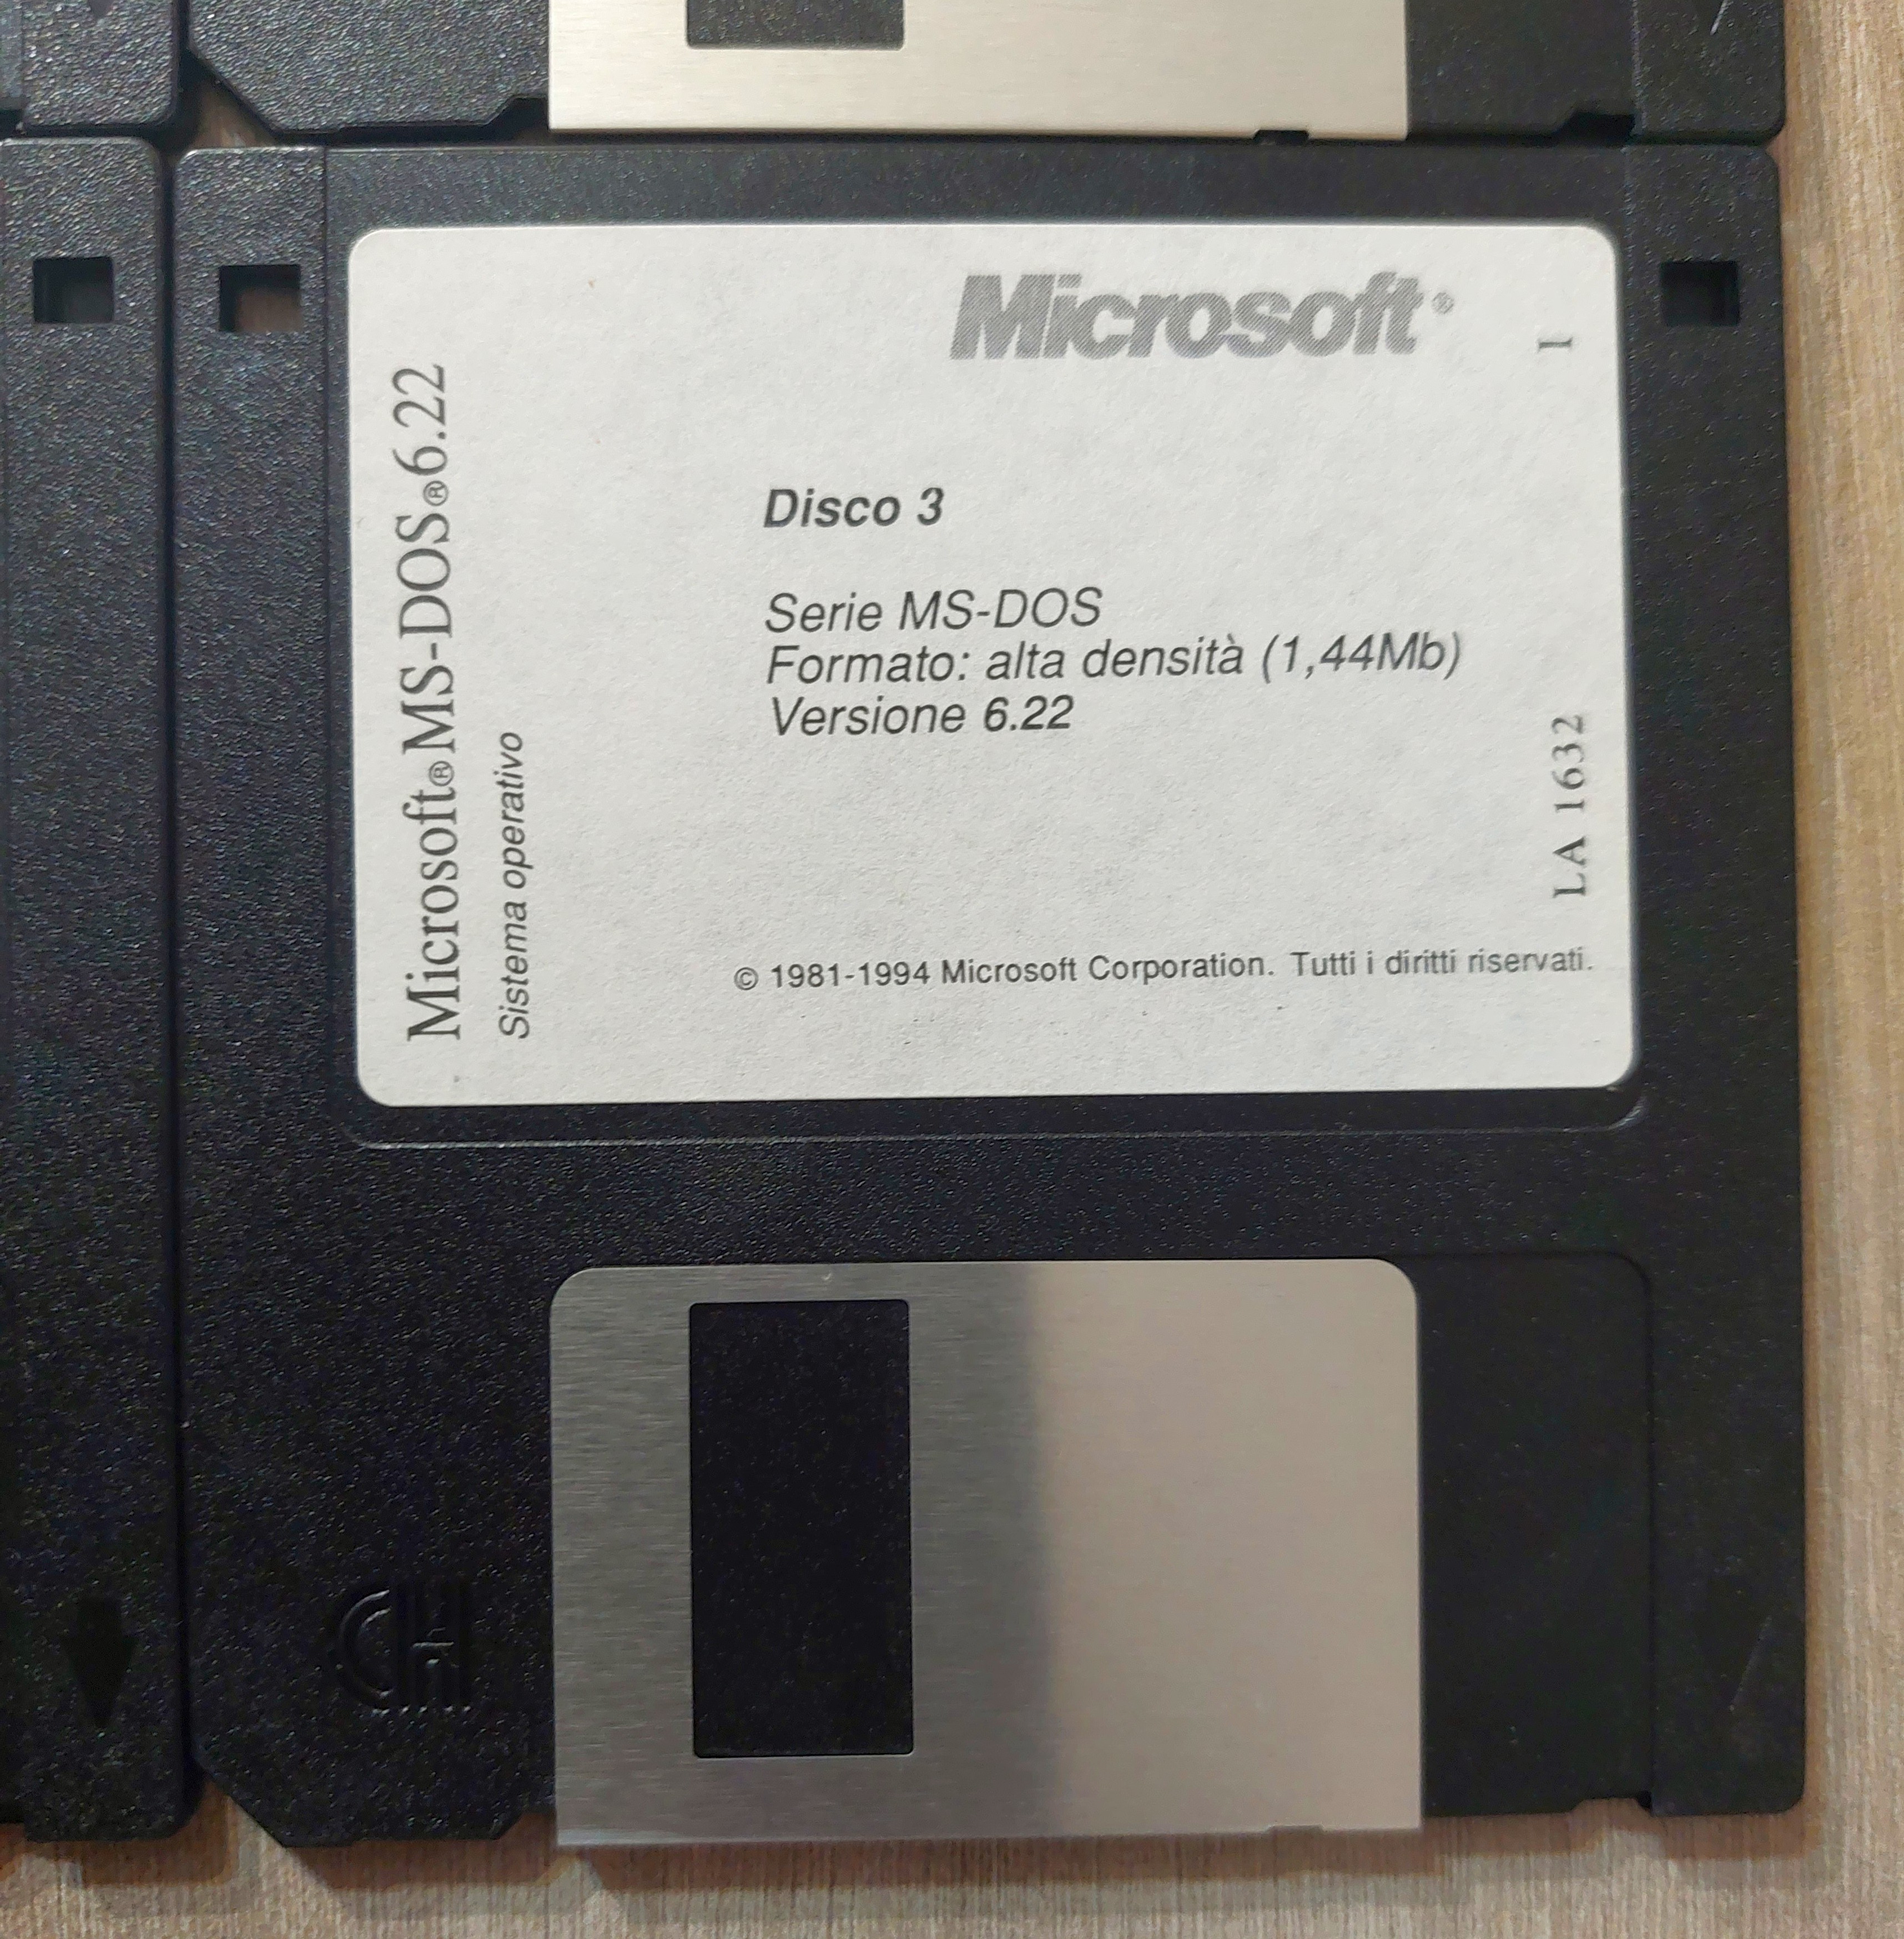 Microsoft®MS-DOS®6.22
Sistema operativo
Microsoft®
Disco 3
Serie MS-DOS
Formato: alta densità (1,44Mb)
Versione 6.22
© 1981-1994 Microsoft Corporation. Tutti i diritti riservati.
LA 1632 I